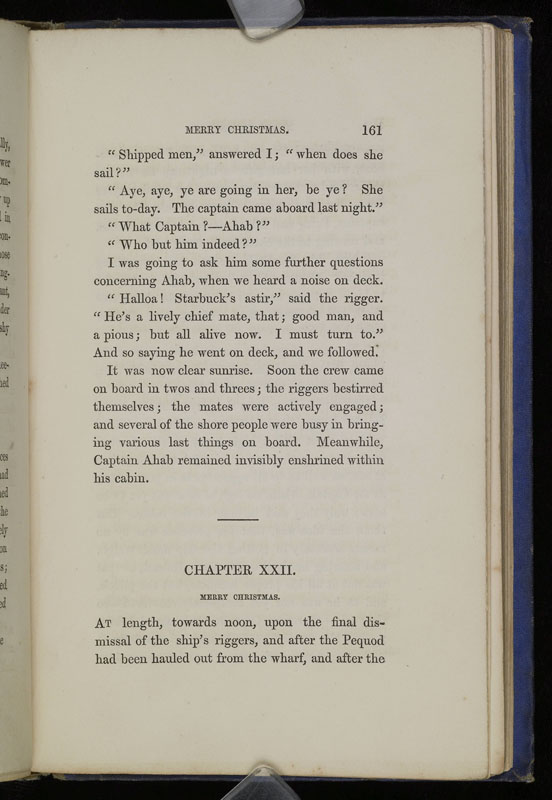 MERRY CHRISTMAS. 161
“Shipped men,” answered I; “when does she
sail?”
“Aye, aye, ye are going in her, be ye? She
sails to-day. The captain came aboard last night.”
“What Captain?—Ahab?”
“Who but him indeed?”
I was going to ask him some further questions
concerning Ahab, when we heard a noise on deck.
“Halloa! Starbuck’s astir,” said the rigger.
“He’s a lively chief mate, that; good man, and
a pious; but all alive now. I must turn to.”
And so saying he went on deck, and we followed.
It was now clear sunrise. Soon the crew came
on board in twos and threes; the riggers bestirred
themselves; the mates were actively engaged;
and several of the shore people were busy in bring-
ing various last things on board. Meanwhile,
Captain Ahab remained invisibly enshrined within
his cabin.
CHAPTER XXII.
MERRY CHRISTMAS.
AT length, towards noon, upon the final dis-
missal of the ship’s riggers, and after the Pequod
had been hauled out from the wharf, and after the